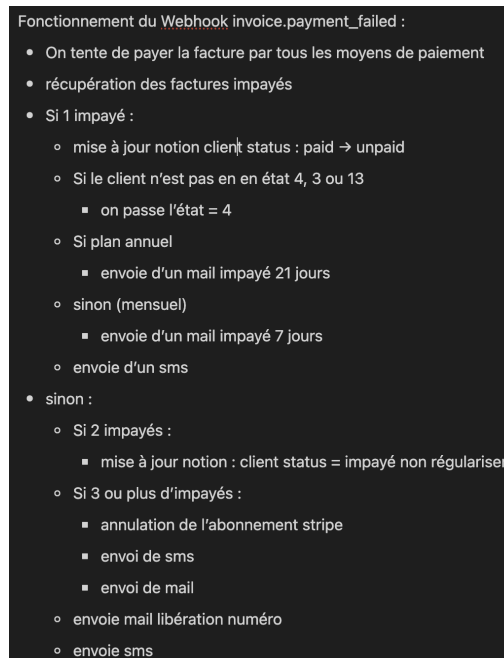 Fonctionnement du Webhook invoice.payment_failed :
On tente de payer la facture par tous les moyens de paiement
récupération des factures impayés
Si 1 impayé :
mise à jour notion client status : paid → unpaid
Si le client n'est pas en en état 4, 3 ou 13
on passe l'état = 4
Si plan annuel
envoie d'un mail impayé 21 jours
sinon (mensuel)
envoie d'un mail impayé 7 jours
envoie d'un sms
sinon :
Si 2 impayés :
mise à jour notion : client status = impayé non régulariser
Si 3 ou plus d'impayés :
annulation de l'abonnement stripe
envoi de sms
envoi de mail
envoie mail libération numéro
envoie sms